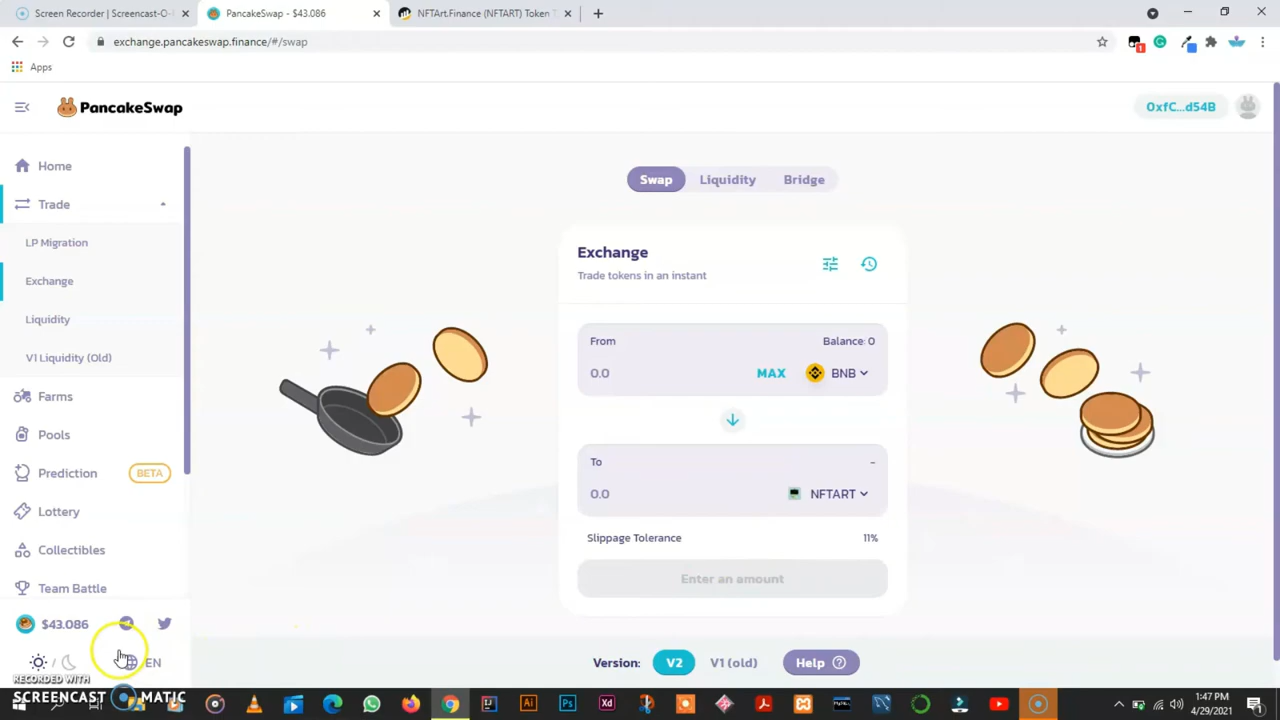 Screen Recorder | Screencast-O-
PancakeSwap - $43.086
NFTArt.Finance (NFTART) Token T
exchange.pancakeswap.finance/#/swap
1
Apps
PancakeSwap
0xfC...d54B
Home
Trade
LP Migration
Exchange
Liquidity
V1 Liquidity (Old)
Farms
Pools
Prediction
BETA
Lottery
Collectibles
Team Battle
$43.086
/
EN
Swap
Liquidity
Bridge
Exchange
Trade tokens in an instant
From
Balance: 0
0.0
MAX
BNB
To
-
0.0
NFTART
Slippage Tolerance
11%
Enter an amount
Version:
V2
V1 (old)
Help
RECORDED WITH
SCREENCAST MATIC
Ai
Ps
Xd
1:47 PM
4/29/2021